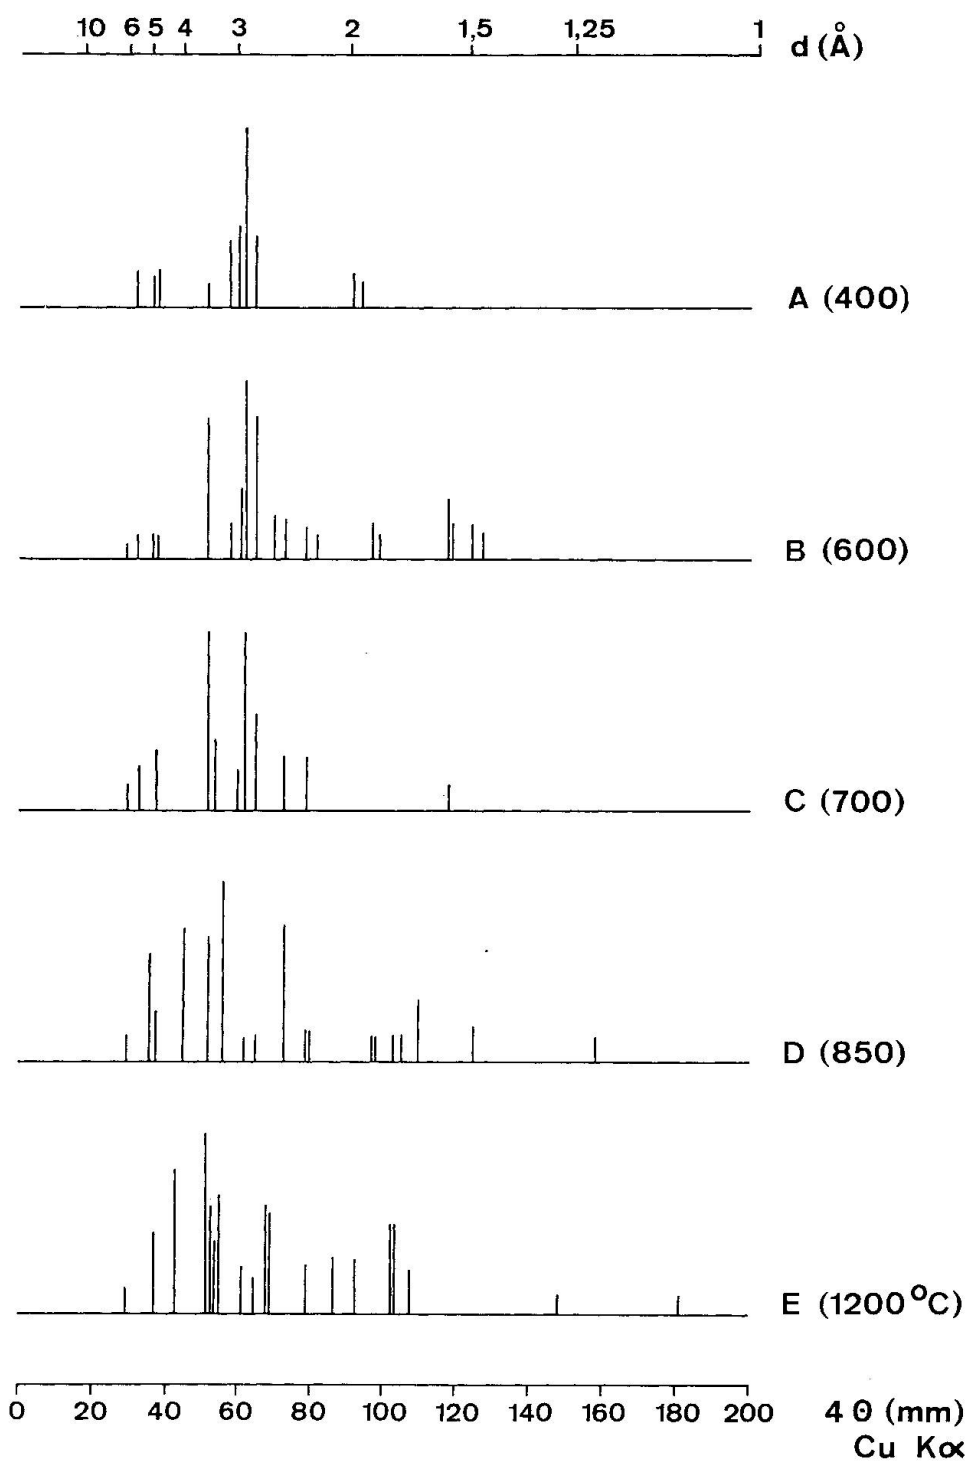 10 6 5 4 3 2 1,5 1,25 1 d (Å)
A (400)
B (600)
C (700)
D (850)
E (1200°C)
0 20 40 60 80 100 120 140 160 180 200 4 θ (mm)
Cu Kα